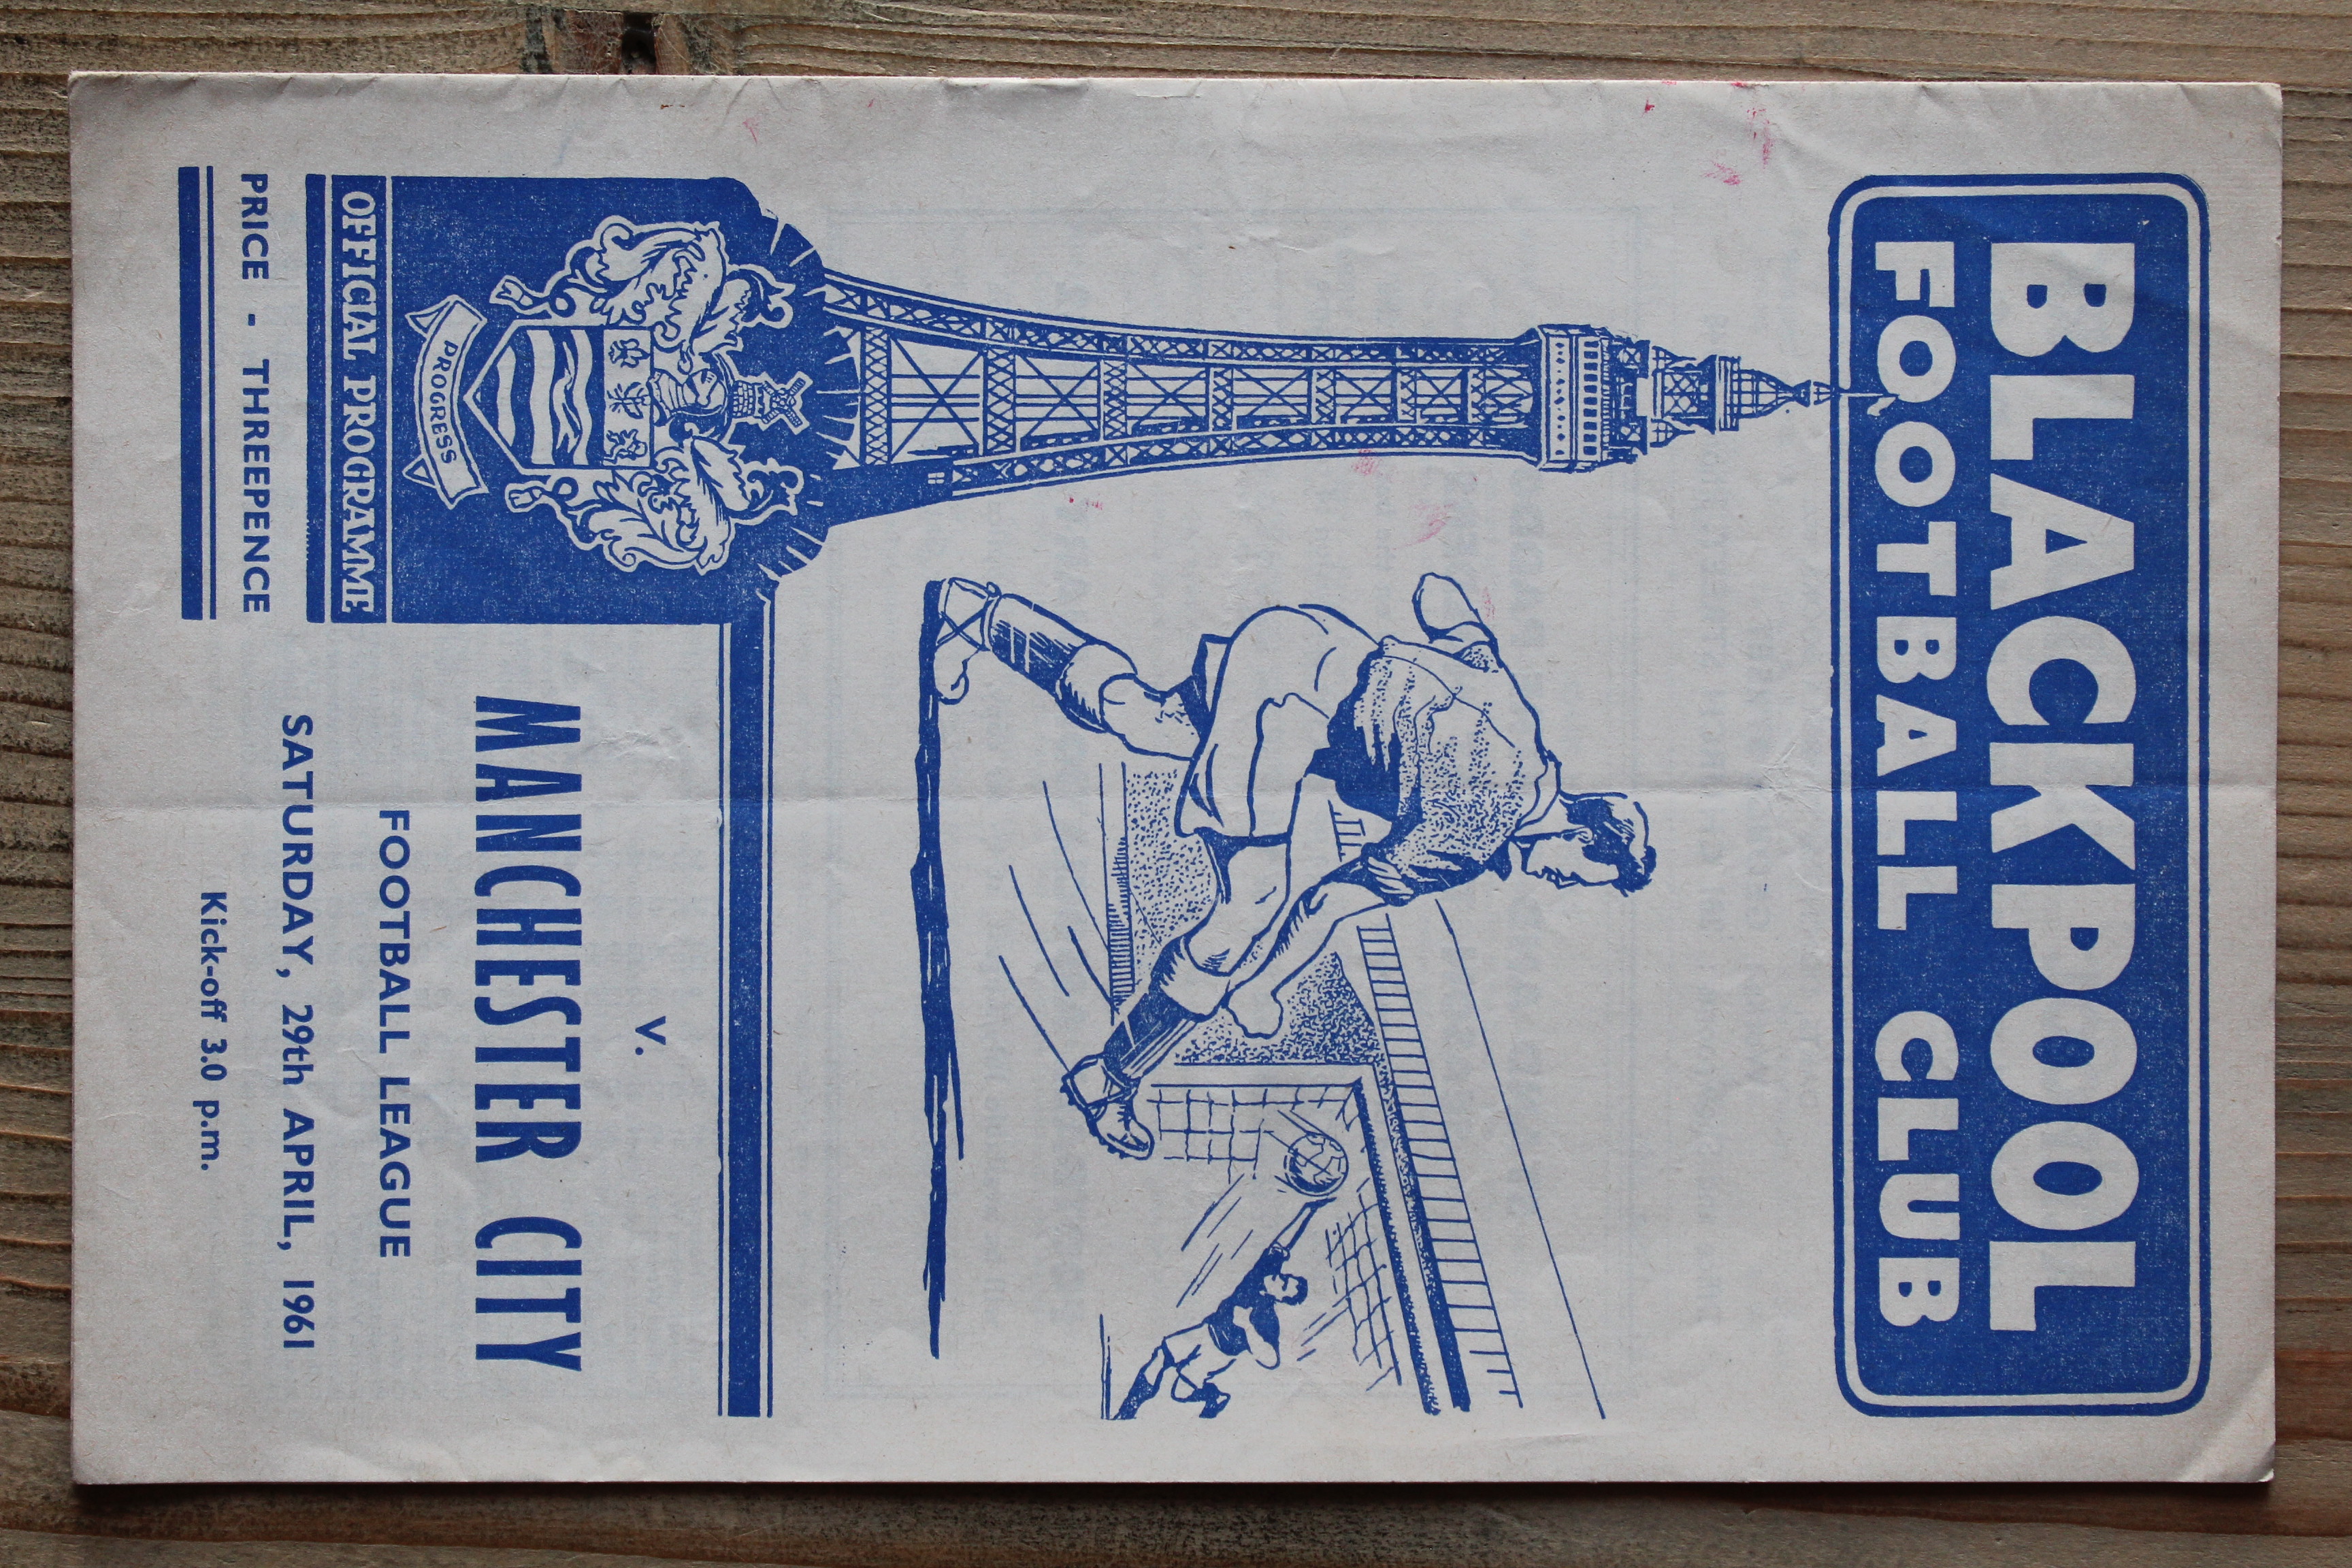 BLACKPOOL
FOOTBALL CLUB
PROGRESS
OFFICIAL PROGRAMME
PRICE - THREEPENCE
v.
MANCHESTER CITY
FOOTBALL LEAGUE
SATURDAY, 29th APRIL, 1961
Kick-off 3.0 p.m.